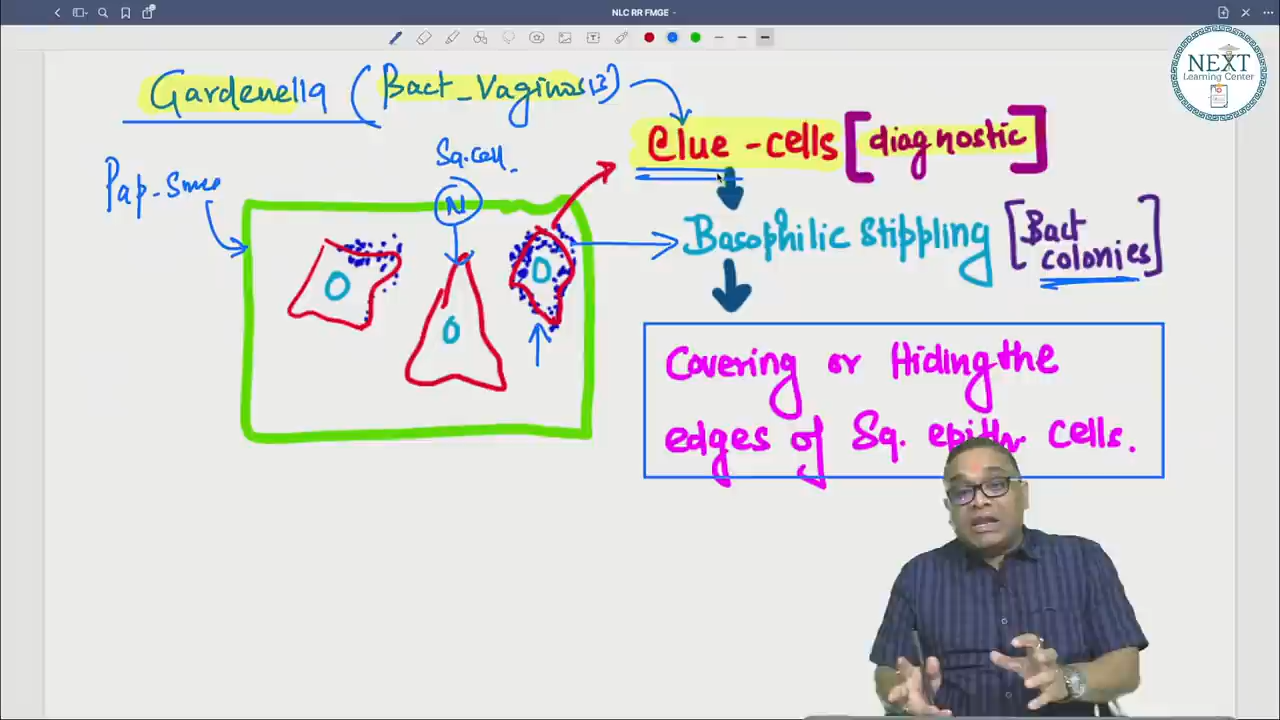 NLC RR FMGE
NEXT
Learning Center
Gardenella (Bact_Vaginosis)
Clue-cells [diagnostic]
Sq.cell.
Pap-Smea
N
Basophilic Stippling [Bact
colonies]
Covering or Hiding the
edges of Sq. epith cells.